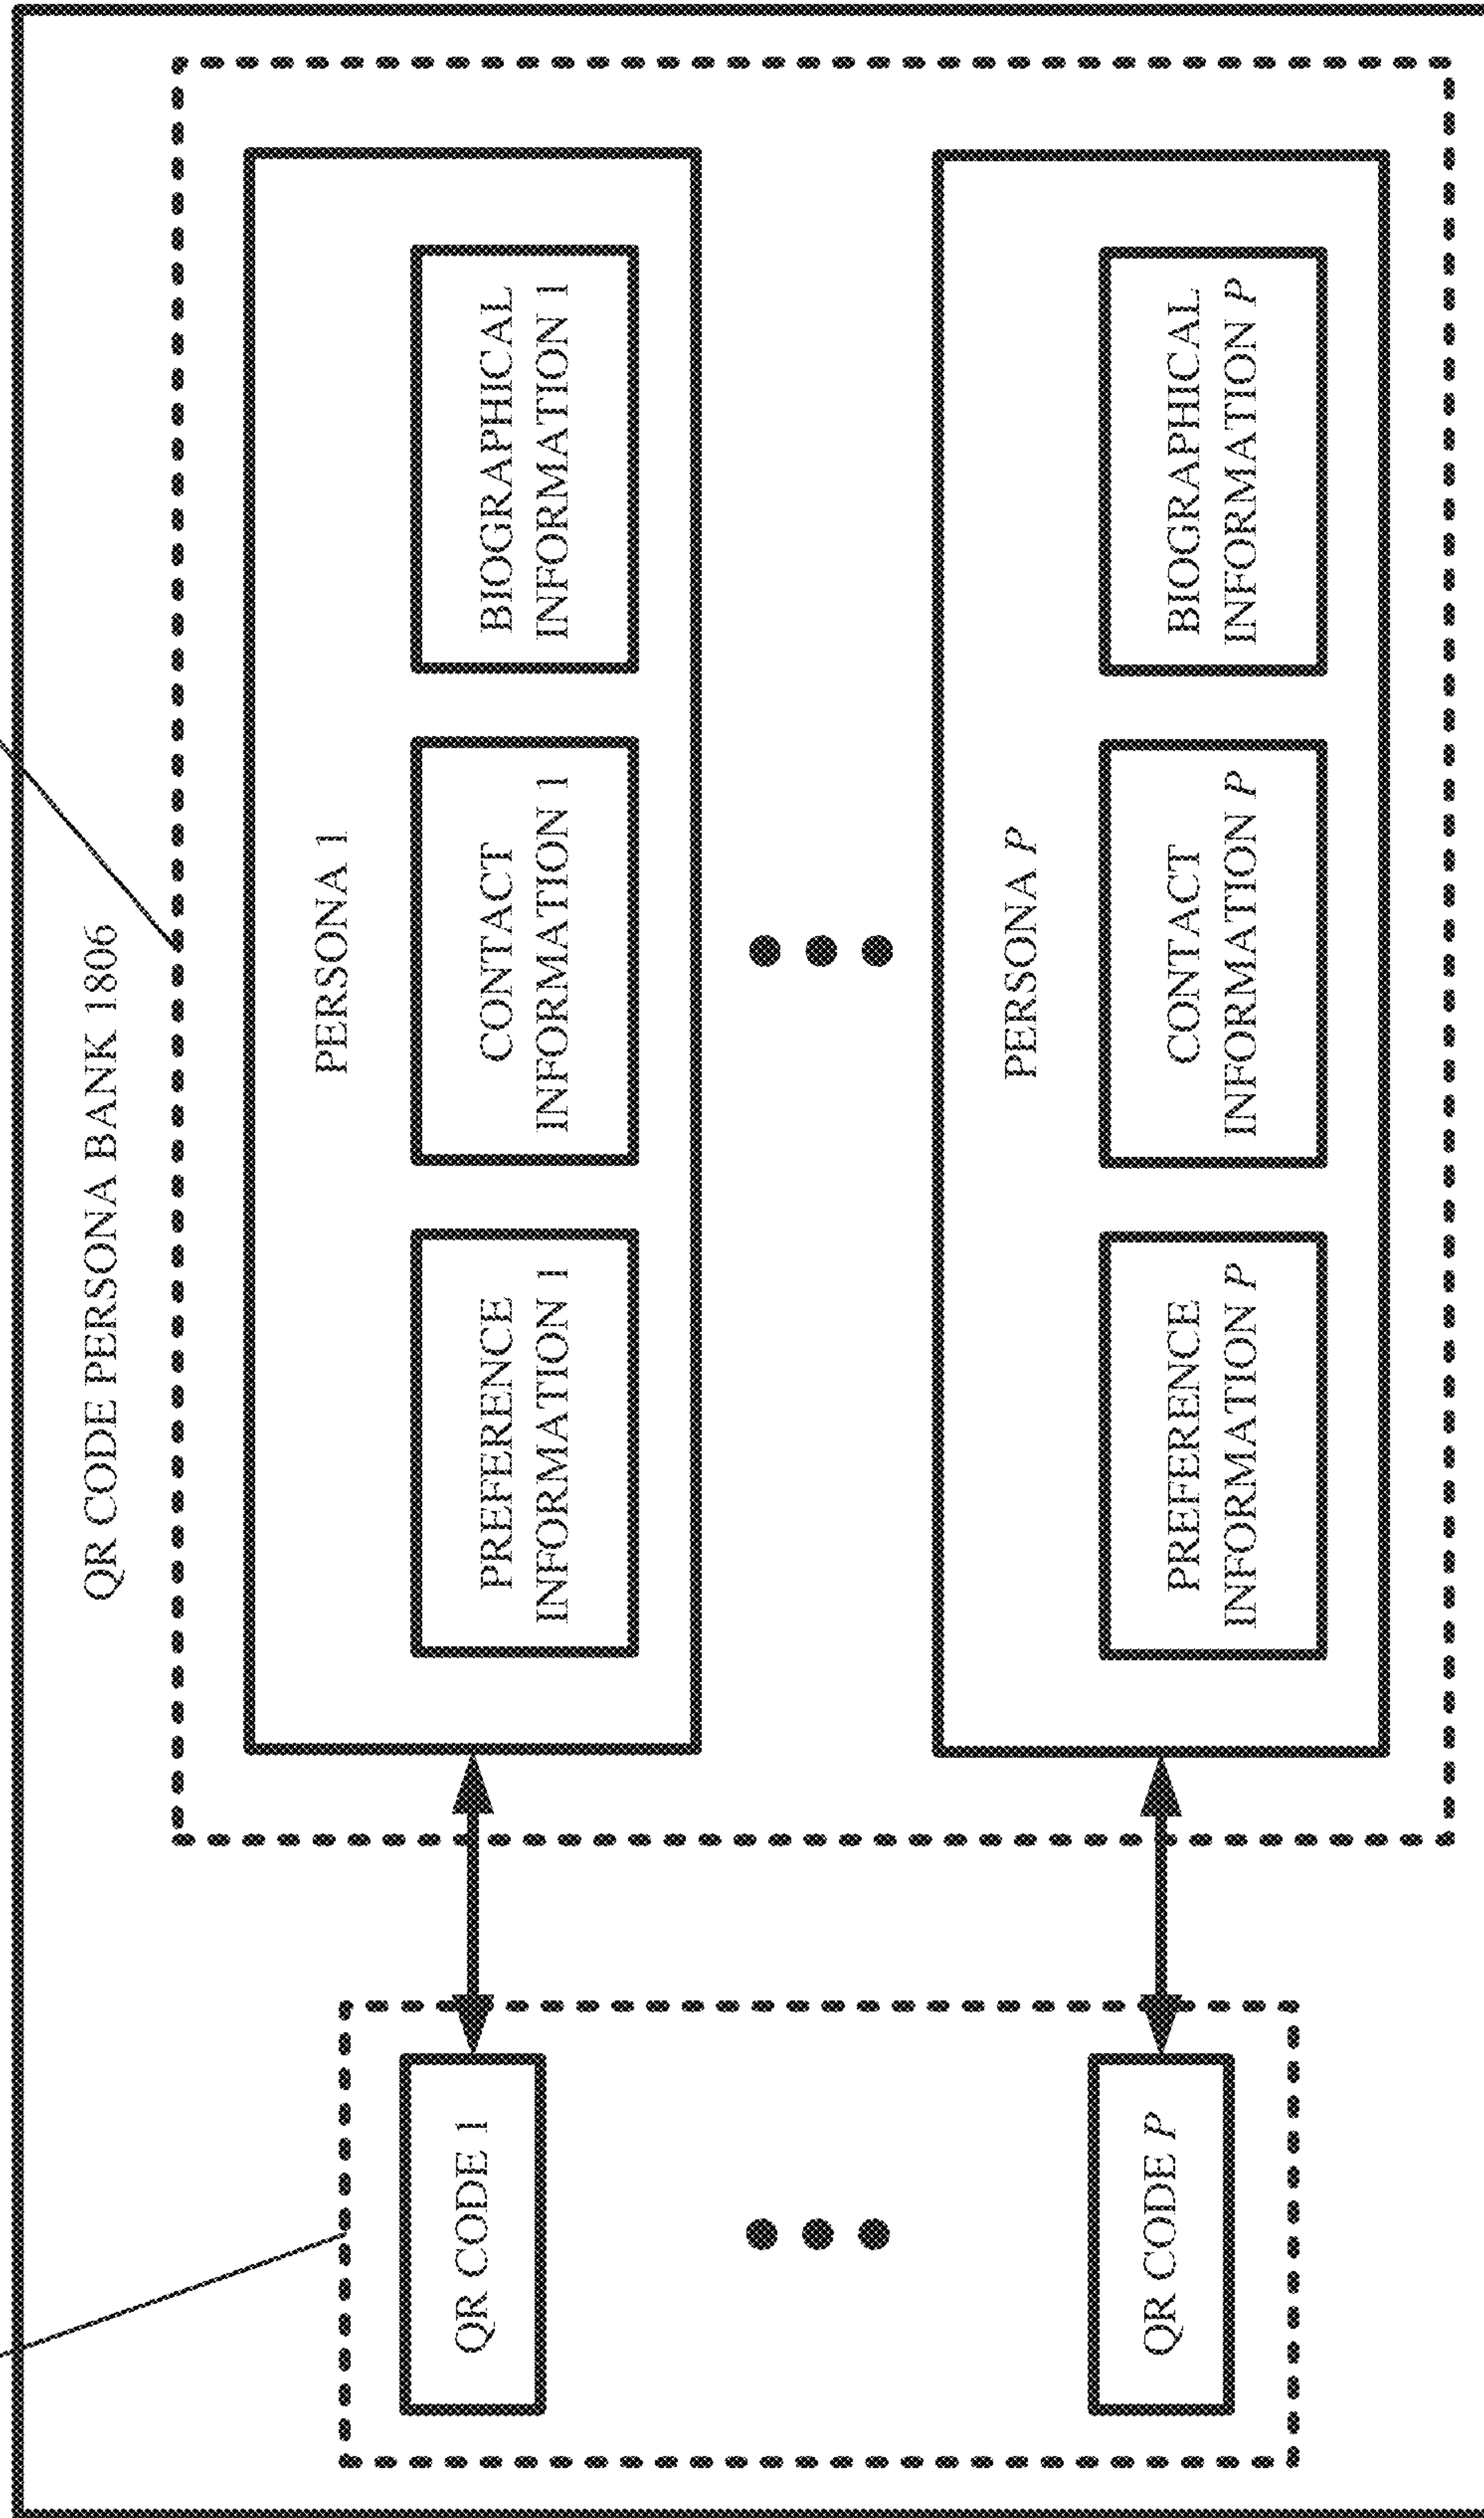 QR CODE PERSONA BANK 1806
QR CODE 1
PERSONA 1
PREFERENCE
INFORMATION 1
CONTACT
INFORMATION 1
BIOGRAPHICAL
INFORMATION 1
QR CODE P
PERSONA P
PREFERENCE
INFORMATION P
CONTACT
INFORMATION P
BIOGRAPHICAL
INFORMATION P